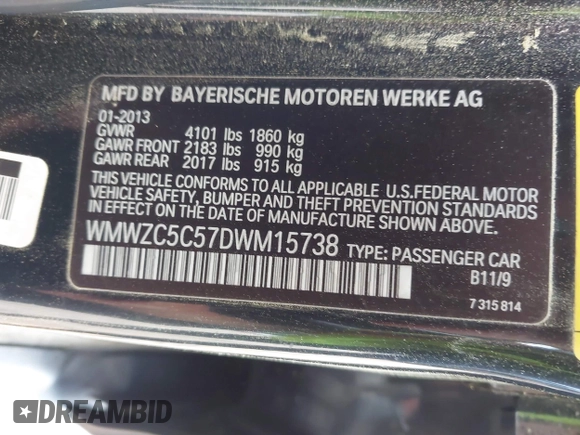 MFD BY BAYERISCHE MOTOREN WERKE AG
01-2013
GVWR 4101 lbs 1860 kg
GAWR FRONT 2183 lbs 990 kg
GAWR REAR 2017 lbs 915 kg
THIS VEHICLE CONFORMS TO ALL APPLICABLE U.S.FEDERAL MOTOR
VEHICLE SAFETY, BUMPER, AND THEFT PREVENTION STANDARDS
IN EFFECT ON THE DATE OF MANUFACTURE SHOWN ABOVE.
WMWZC5C57DWM15738 TYPE: PASSENGER CAR
B11/9
7 315 814
DREAMBID